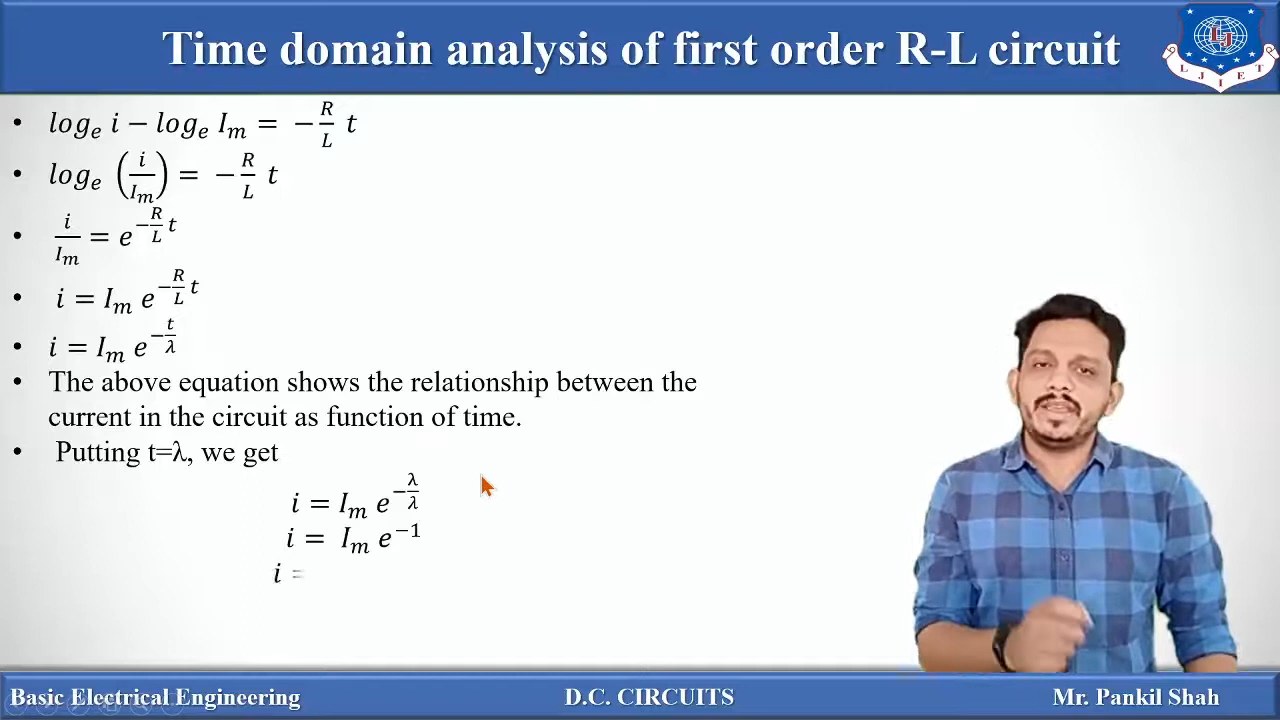 Time domain analysis of first order R-L circuit
LJIET
• log_e i − log_e I_m = −R/L t
• log_e (i/I_m) = −R/L t
• i/I_m = e^(−R/L t)
• i = I_m e^(−R/L t)
• i = I_m e^(−t/λ)
• The above equation shows the relationship between the
current in the circuit as function of time.
• Putting t=λ, we get
i = I_m e^(−λ/λ)
i = I_m e^(−1)
i =
Basic Electrical Engineering
D.C. CIRCUITS
Mr. Pankil Shah